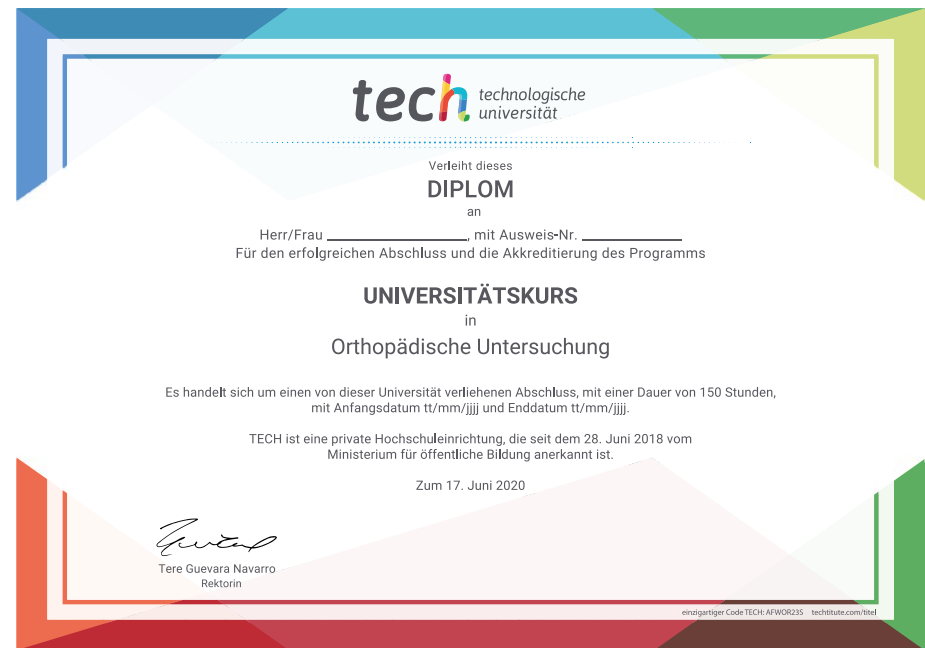 tech technologische
universität
Verleiht dieses
DIPLOM
an
Herr/Frau ____________, mit Ausweis-Nr. ____________
Für den erfolgreichen Abschluss und die Akkreditierung des Programms
UNIVERSITÄTSKURS
in
Orthopädische Untersuchung
Es handelt sich um einen von dieser Universität verliehenen Abschluss, mit einer Dauer von 150 Stunden,
mit Anfangsdatum tt/mm/jjjj und Enddatum tt/mm/jjjj.
TECH ist eine private Hochschuleinrichtung, die seit dem 28. Juni 2018 vom
Ministerium für öffentliche Bildung anerkannt ist.
Zum 17. Juni 2020
Tere Guevara Navarro
Rektorin
einzigartiger Code TECH: AFWOR23S techtitute.com/titel